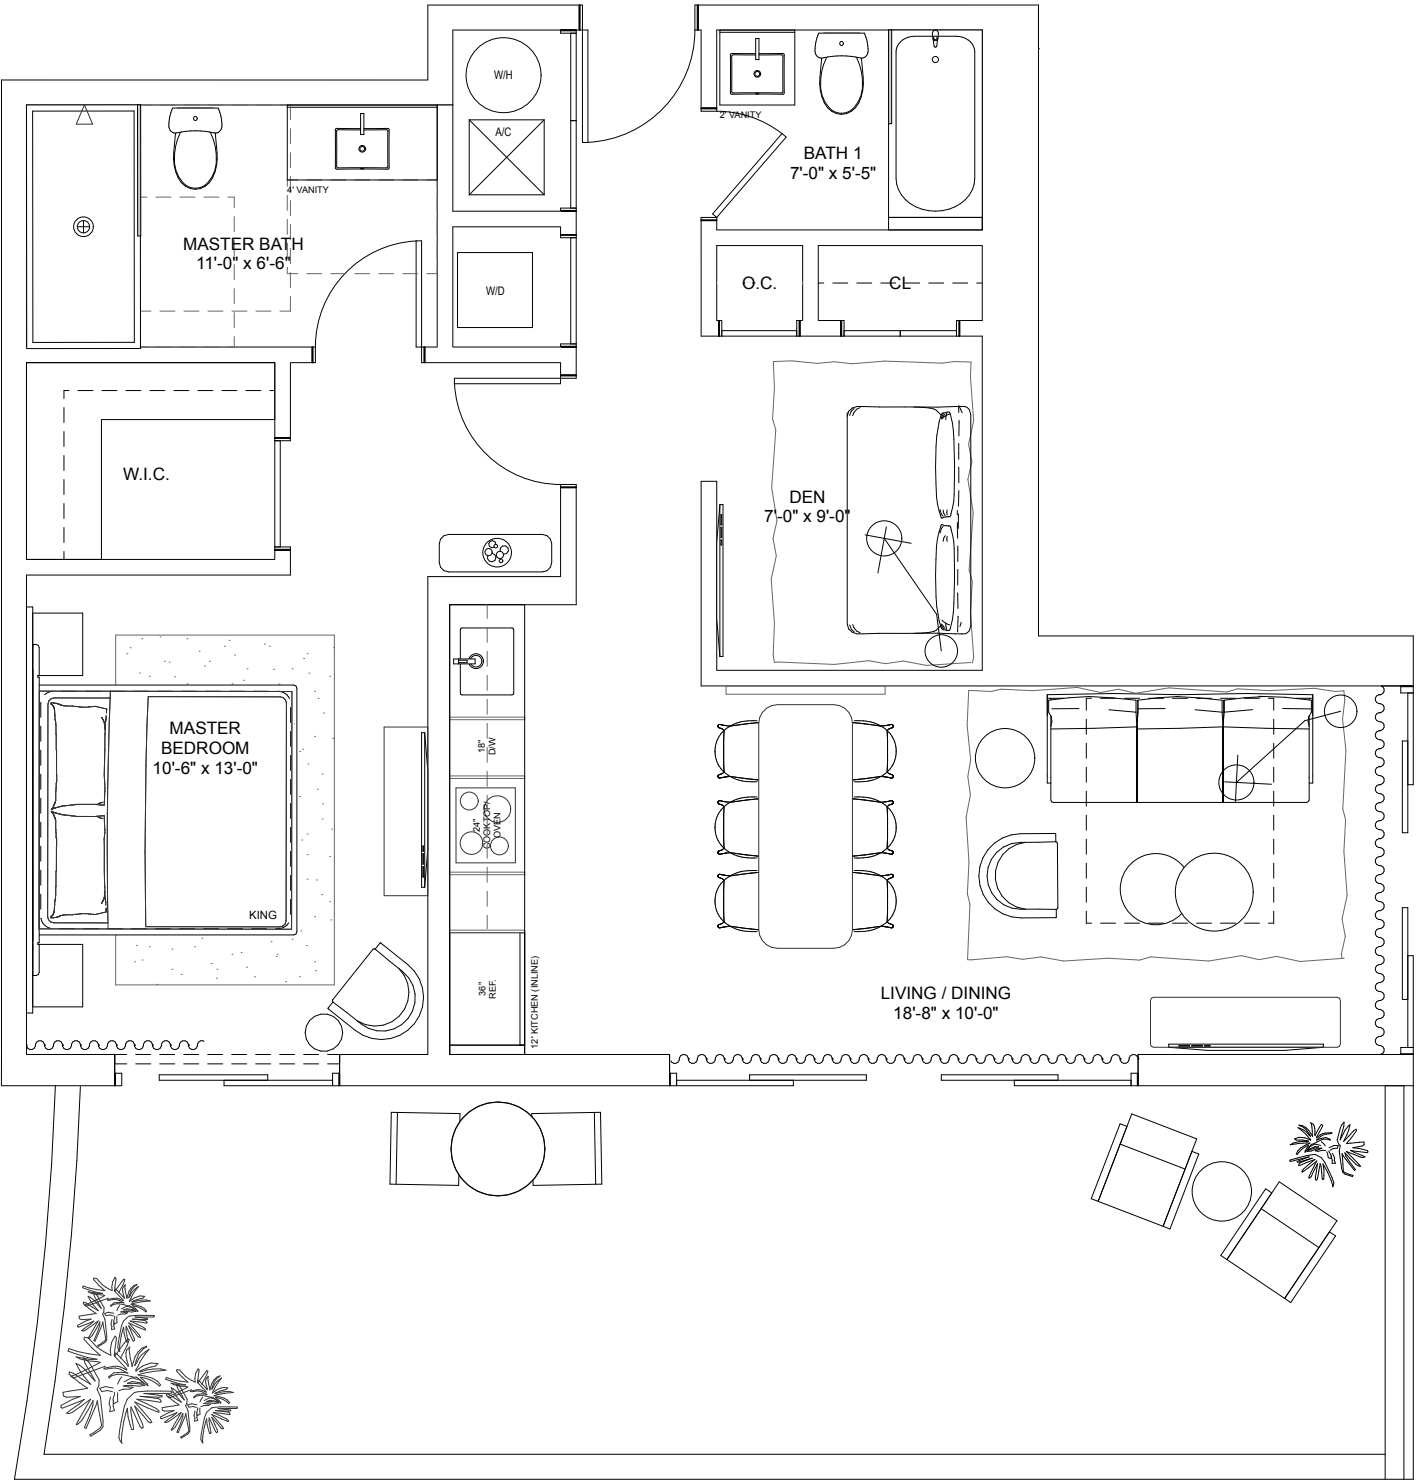 W/H
A/C
2' VANITY
BATH 1
7'-0" x 5'-5"
4' VANITY
MASTER BATH
11'-0" x 6'-6"
W/D
O.C.
CL
W.I.C.
DEN
7'-0" x 9'-0"
MASTER
BEDROOM
10'-6" x 13'-0"
KING
18"
D/W
24"
COOKTOP/
OVEN
36"
REF.
12' KITCHEN (INLINE)
LIVING / DINING
18'-8" x 10'-0"